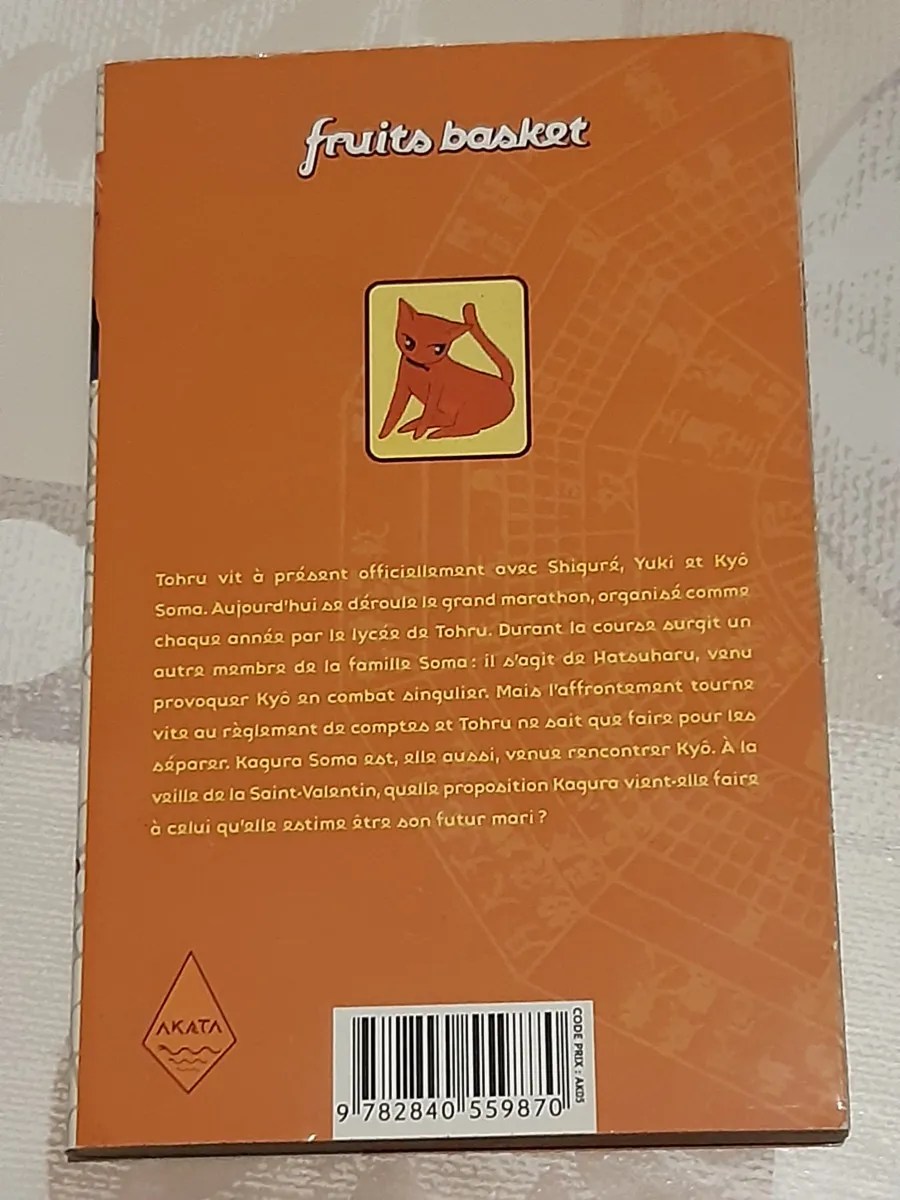 fruits basket
Tohru vit à présent officiellement avec Shiguré, Yuki et Kyô
Soma. Aujourd'hui se déroule le grand marathon, organisé comme
chaque année par le lycée de Tohru. Durant la course surgit un
autre membre de la famille Soma : il s'agit de Hatsuharu, venu
provoquer Kyô en combat singulier. Mais l'affrontement tourne
vite au règlement de comptes et Tohru ne sait que faire pour les
séparer. Kagura Soma est, elle aussi, venue rencontrer Kyô. À la
veille de la Saint-Valentin, quelle proposition Kagura vient-elle faire
à celui qu'elle estime être son futur mari ?
AKATA
CODE PRIX : AK05
9 782840 559870